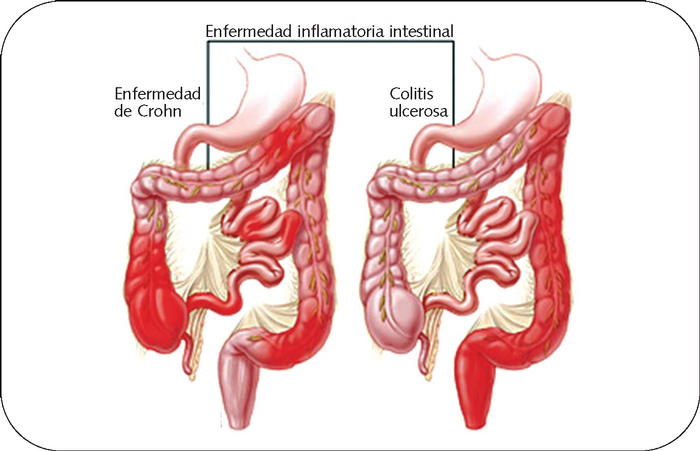 Enfermedad inflamatoria intestinal
Enfermedad
de Crohn
Colitis
ulcerosa